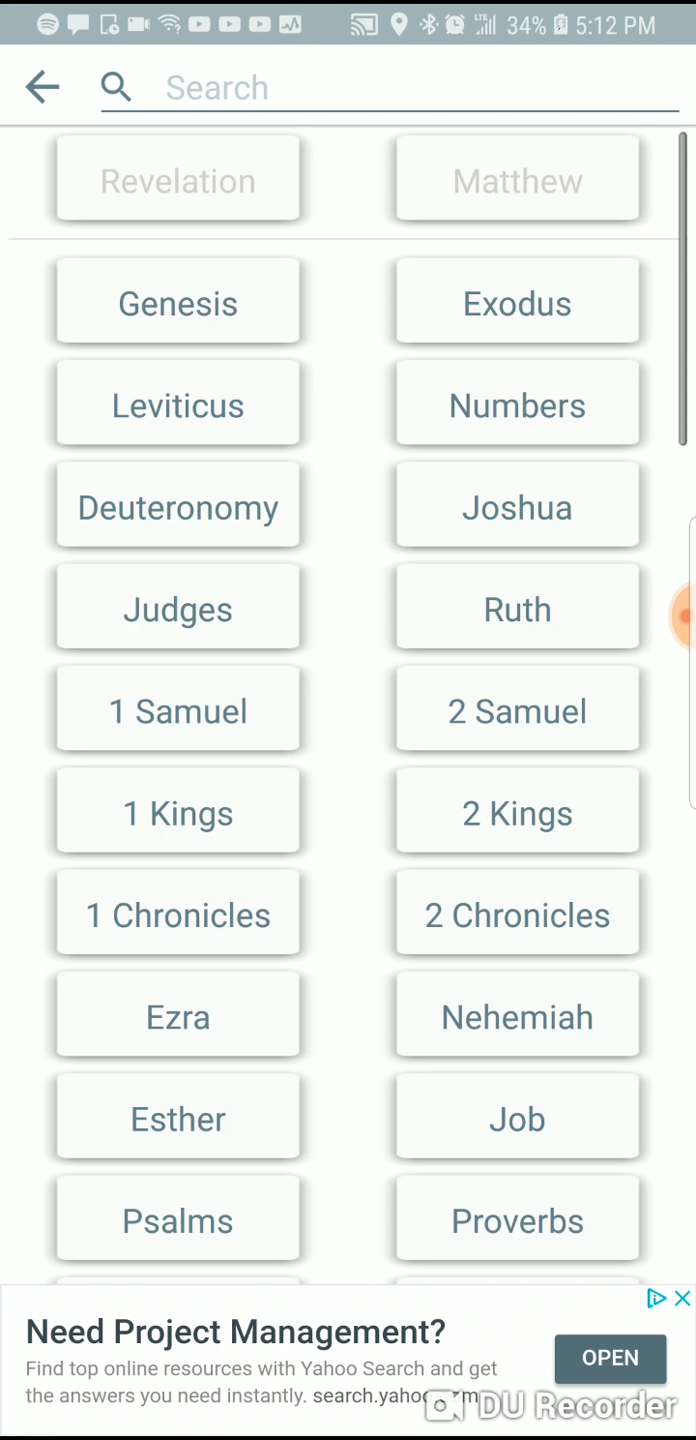 LTE 34% 5:12 PM
Search
Revelation Matthew
Genesis Exodus
Leviticus Numbers
Deuteronomy Joshua
Judges Ruth
1 Samuel 2 Samuel
1 Kings 2 Kings
1 Chronicles 2 Chronicles
Ezra Nehemiah
Esther Job
Psalms Proverbs
Need Project Management?
Find top online resources with Yahoo Search and get
the answers you need instantly.
OPEN
DU Recorder